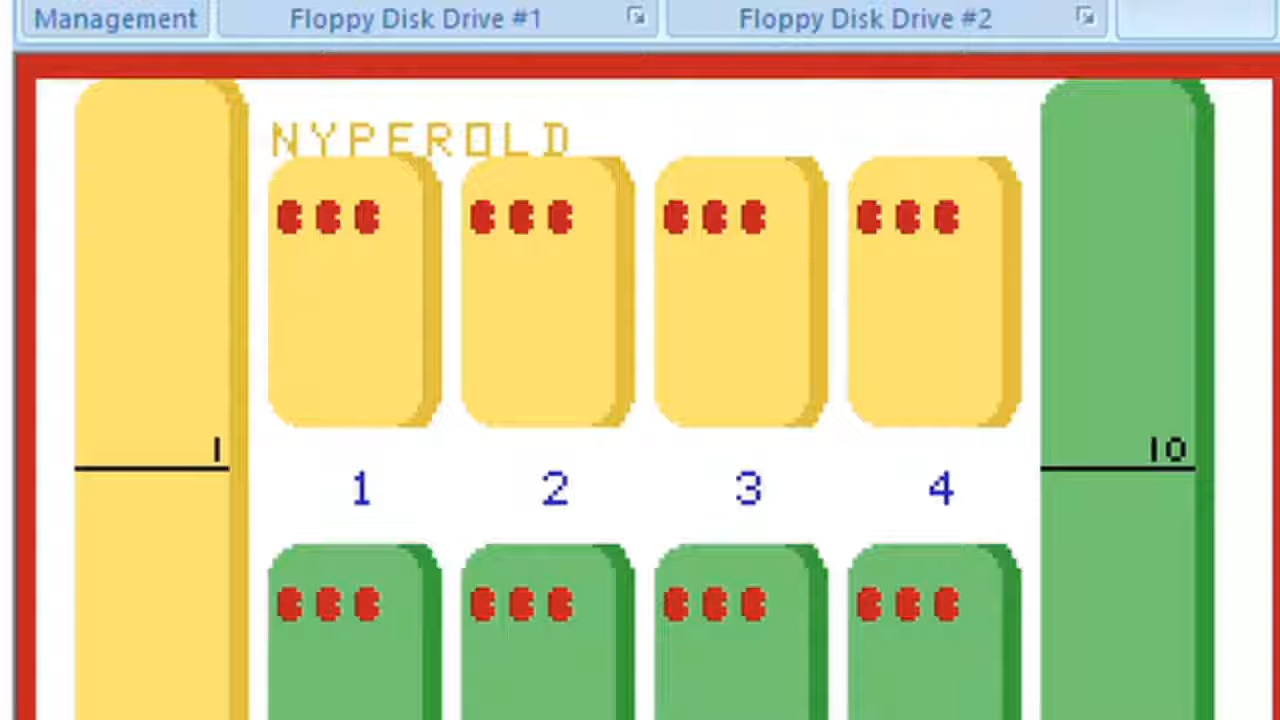 Management
Floppy Disk Drive #1
Floppy Disk Drive #2
NYPEROLD
1
10
1
2
3
4